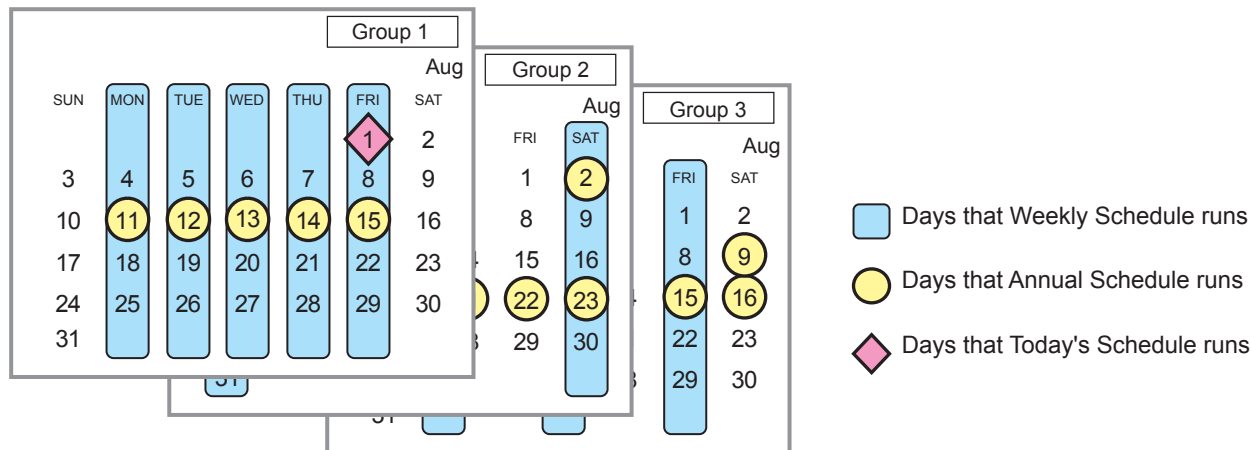 Group 1
Aug
SUN MON TUE WED THU FRI SAT
1 2
3 4 5 6 7 8 9
10 11 12 13 14 15 16
17 18 19 20 21 22 23
24 25 26 27 28 29 30
31
Group 2
Aug
FRI SAT
1 2
8 9
15 16
22 23
29 30
31
Group 3
Aug
FRI SAT
1 2
8 9
15 16
22 23
29 30
Days that Weekly Schedule runs
Days that Annual Schedule runs
Days that Today's Schedule runs